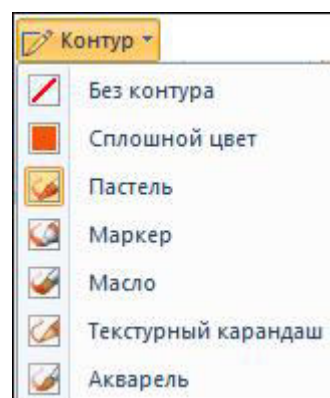 Контур
Без контура
Сплошной цвет
Пастель
Маркер
Масло
Текстурный карандаш
Акварель